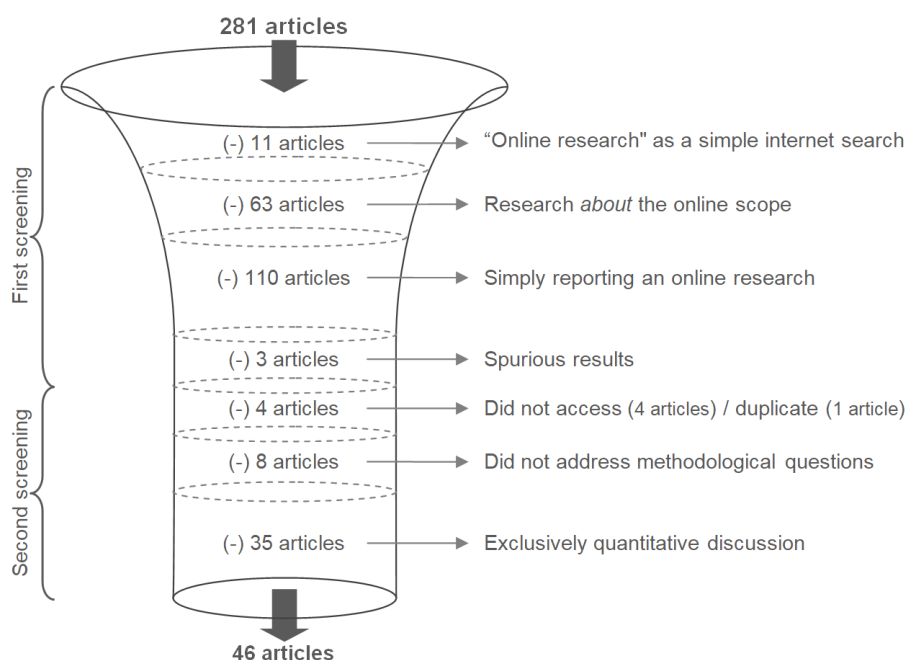 281 articles
First screening
(-) 11 articles
“Online research" as a simple internet search
(-) 63 articles
Research about the online scope
(-) 110 articles
Simply reporting an online research
(-) 3 articles
Spurious results
Second screening
(-) 4 articles
Did not access (4 articles) / duplicate (1 article)
(-) 8 articles
Did not address methodological questions
(-) 35 articles
Exclusively quantitative discussion
46 articles